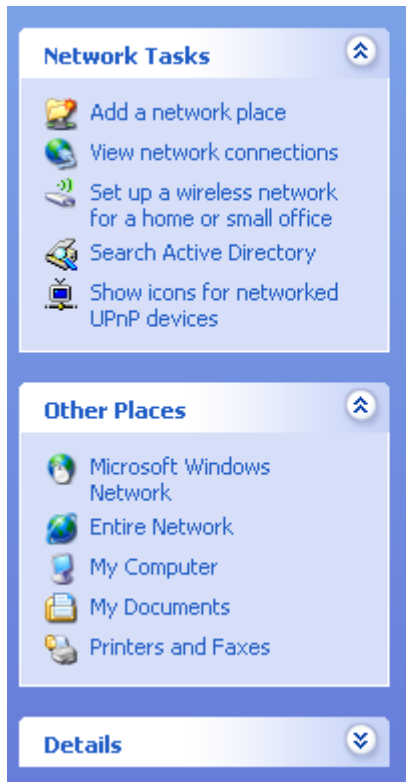 Network Tasks
Add a network place
View network connections
Set up a wireless network
for a home or small office
Search Active Directory
Show icons for networked
UPnP devices
Other Places
Microsoft Windows
Network
Entire Network
My Computer
My Documents
Printers and Faxes
Details